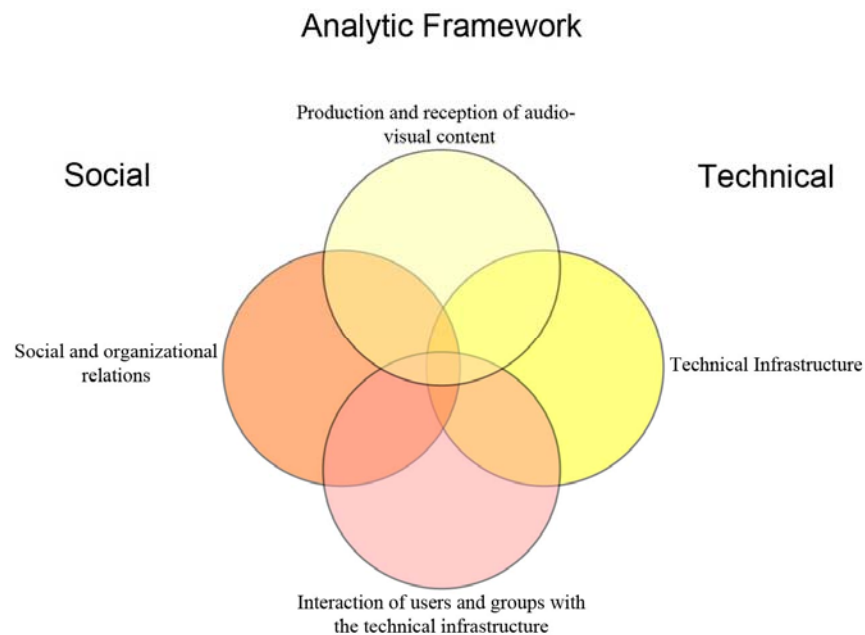 Analytic Framework
Production and reception of audio-
visual content
Social
Technical
Social and organizational
relations
Technical Infrastructure
Interaction of users and groups with
the technical infrastructure